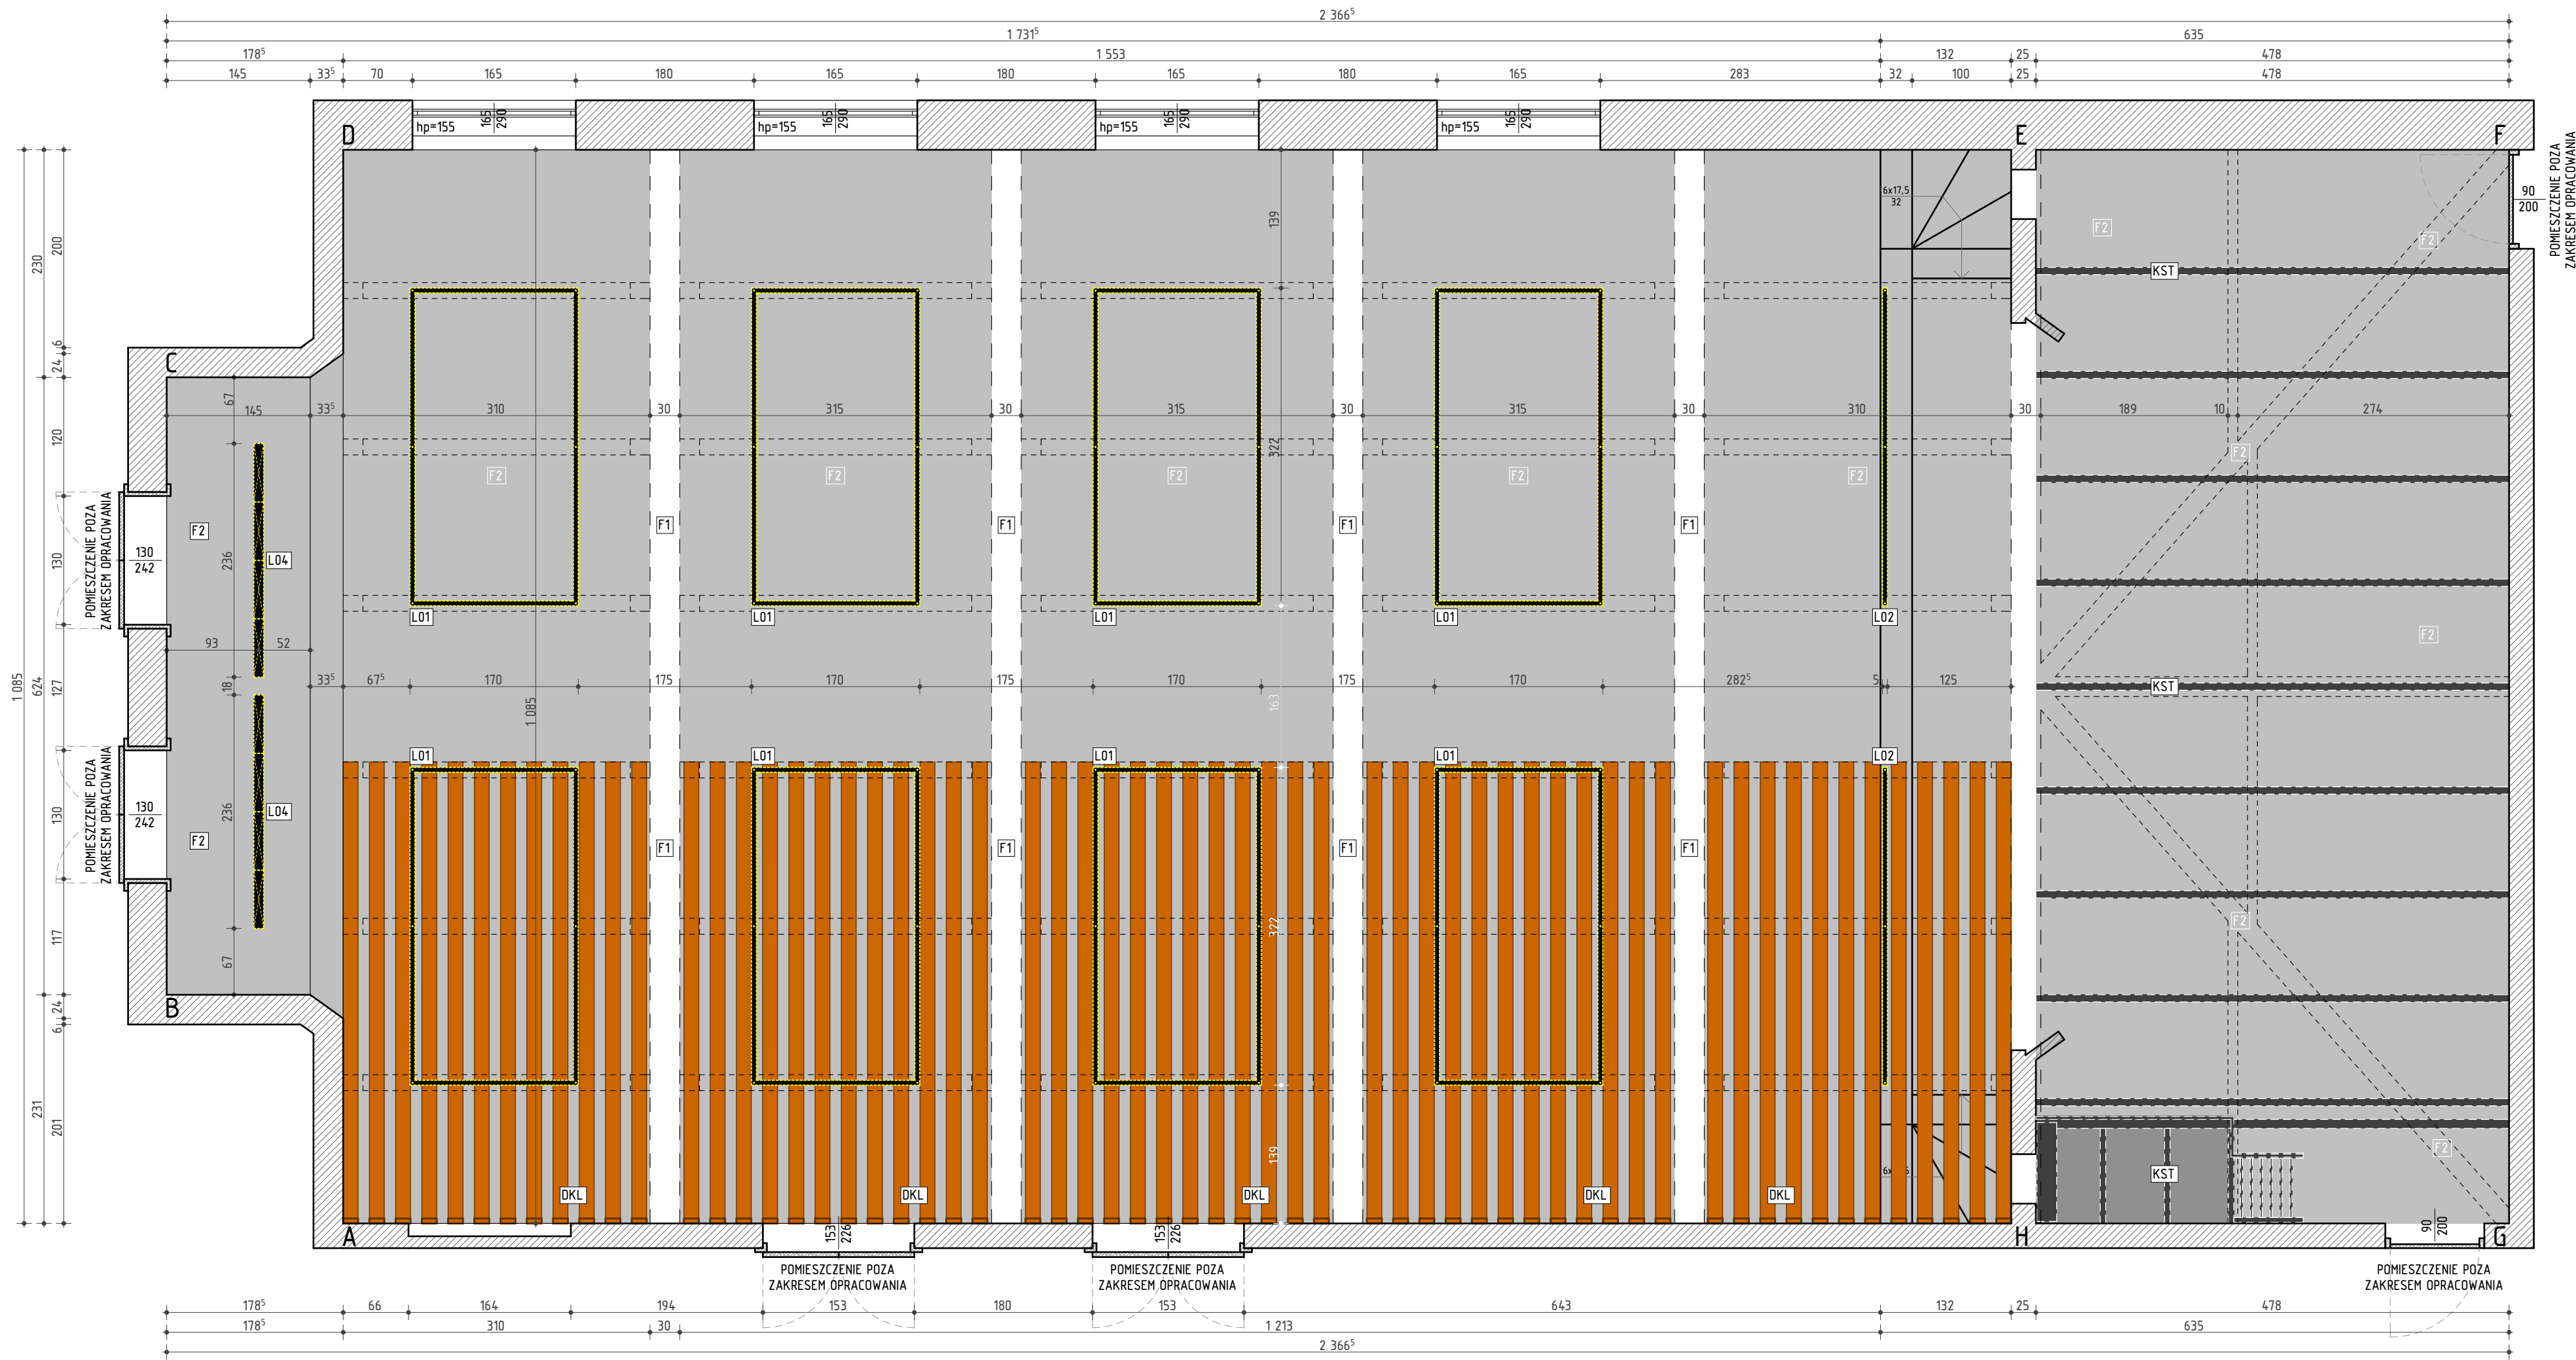 2 366⁵
1 731⁵ 635
178⁵ 1 553 132 25 478
145 33⁵ 70 165 180 165 180 165 180 165 283 32 100 25 478
hp=155 165 290 hp=155 165 290 hp=155 165 290 hp=155 165 290
D E F
90
200
POMIESZCZENIE POZA
ZAKRESEM OPRACOWANIA
6x17,5
32
139
F2 F2
KST
1 085
230 624 231
200 6 24 120 130 127 130 117 24 6 201
C
67
145 33⁵ 310 30 315 30 315 30 315 30 310 30 189 10 274
322
F2 F2 F2 F2 F2 F2
F1 F1 F1 F1
F2
130
242
POMIESZCZENIE POZA
ZAKRESEM OPRACOWANIA
236
L04
L01 L01 L01 L01 L02
F2
93 52
18
33⁵ 67⁵ 170 175 170 175 170 175 170 282⁵ 5 125
KST
1 085
163
L01 L01 L01 L01 L02
130
242
POMIESZCZENIE POZA
ZAKRESEM OPRACOWANIA
236
L04
F2
F1 F1 F1 F1
322
F2
67
B
139
F2
KST
DKL DKL DKL DKL DKL
A H G
153 226 153 226 90 200
POMIESZCZENIE POZA
ZAKRESEM OPRACOWANIA
POMIESZCZENIE POZA
ZAKRESEM OPRACOWANIA
POMIESZCZENIE POZA
ZAKRESEM OPRACOWANIA
178⁵ 66 164 194 153 180 153 643 132 25 478
178⁵ 310 30 1 213 635
2 366⁵